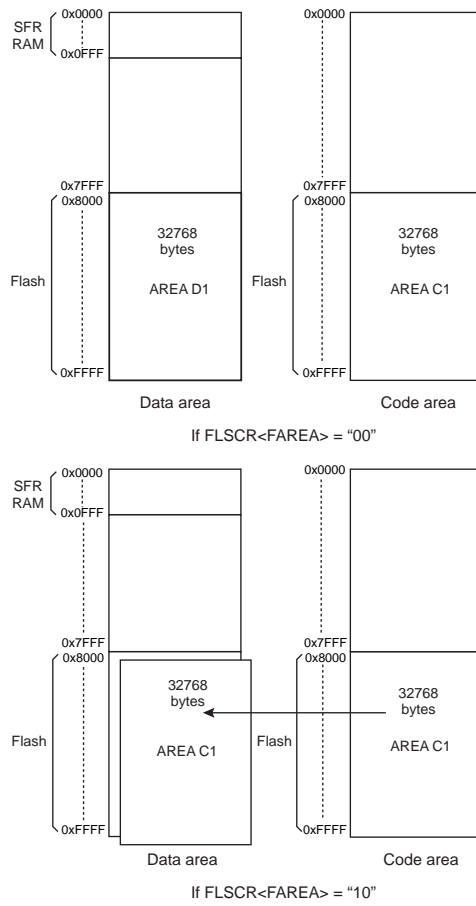 0x0000
SFR
RAM
0x0FFF
0x7FFF
0x8000
32768
bytes
Flash
AREA D1
0xFFFF
Data area
0x0000
0x7FFF
0x8000
32768
bytes
Flash
AREA C1
0xFFFF
Code area
If FLSCR<FAREA> = “00”
0x0000
SFR
RAM
0x0FFF
0x7FFF
0x8000
32768
bytes
Flash
AREA C1
0xFFFF
Data area
0x0000
0x7FFF
0x8000
32768
bytes
Flash
AREA C1
0xFFFF
Code area
If FLSCR<FAREA> = “10”